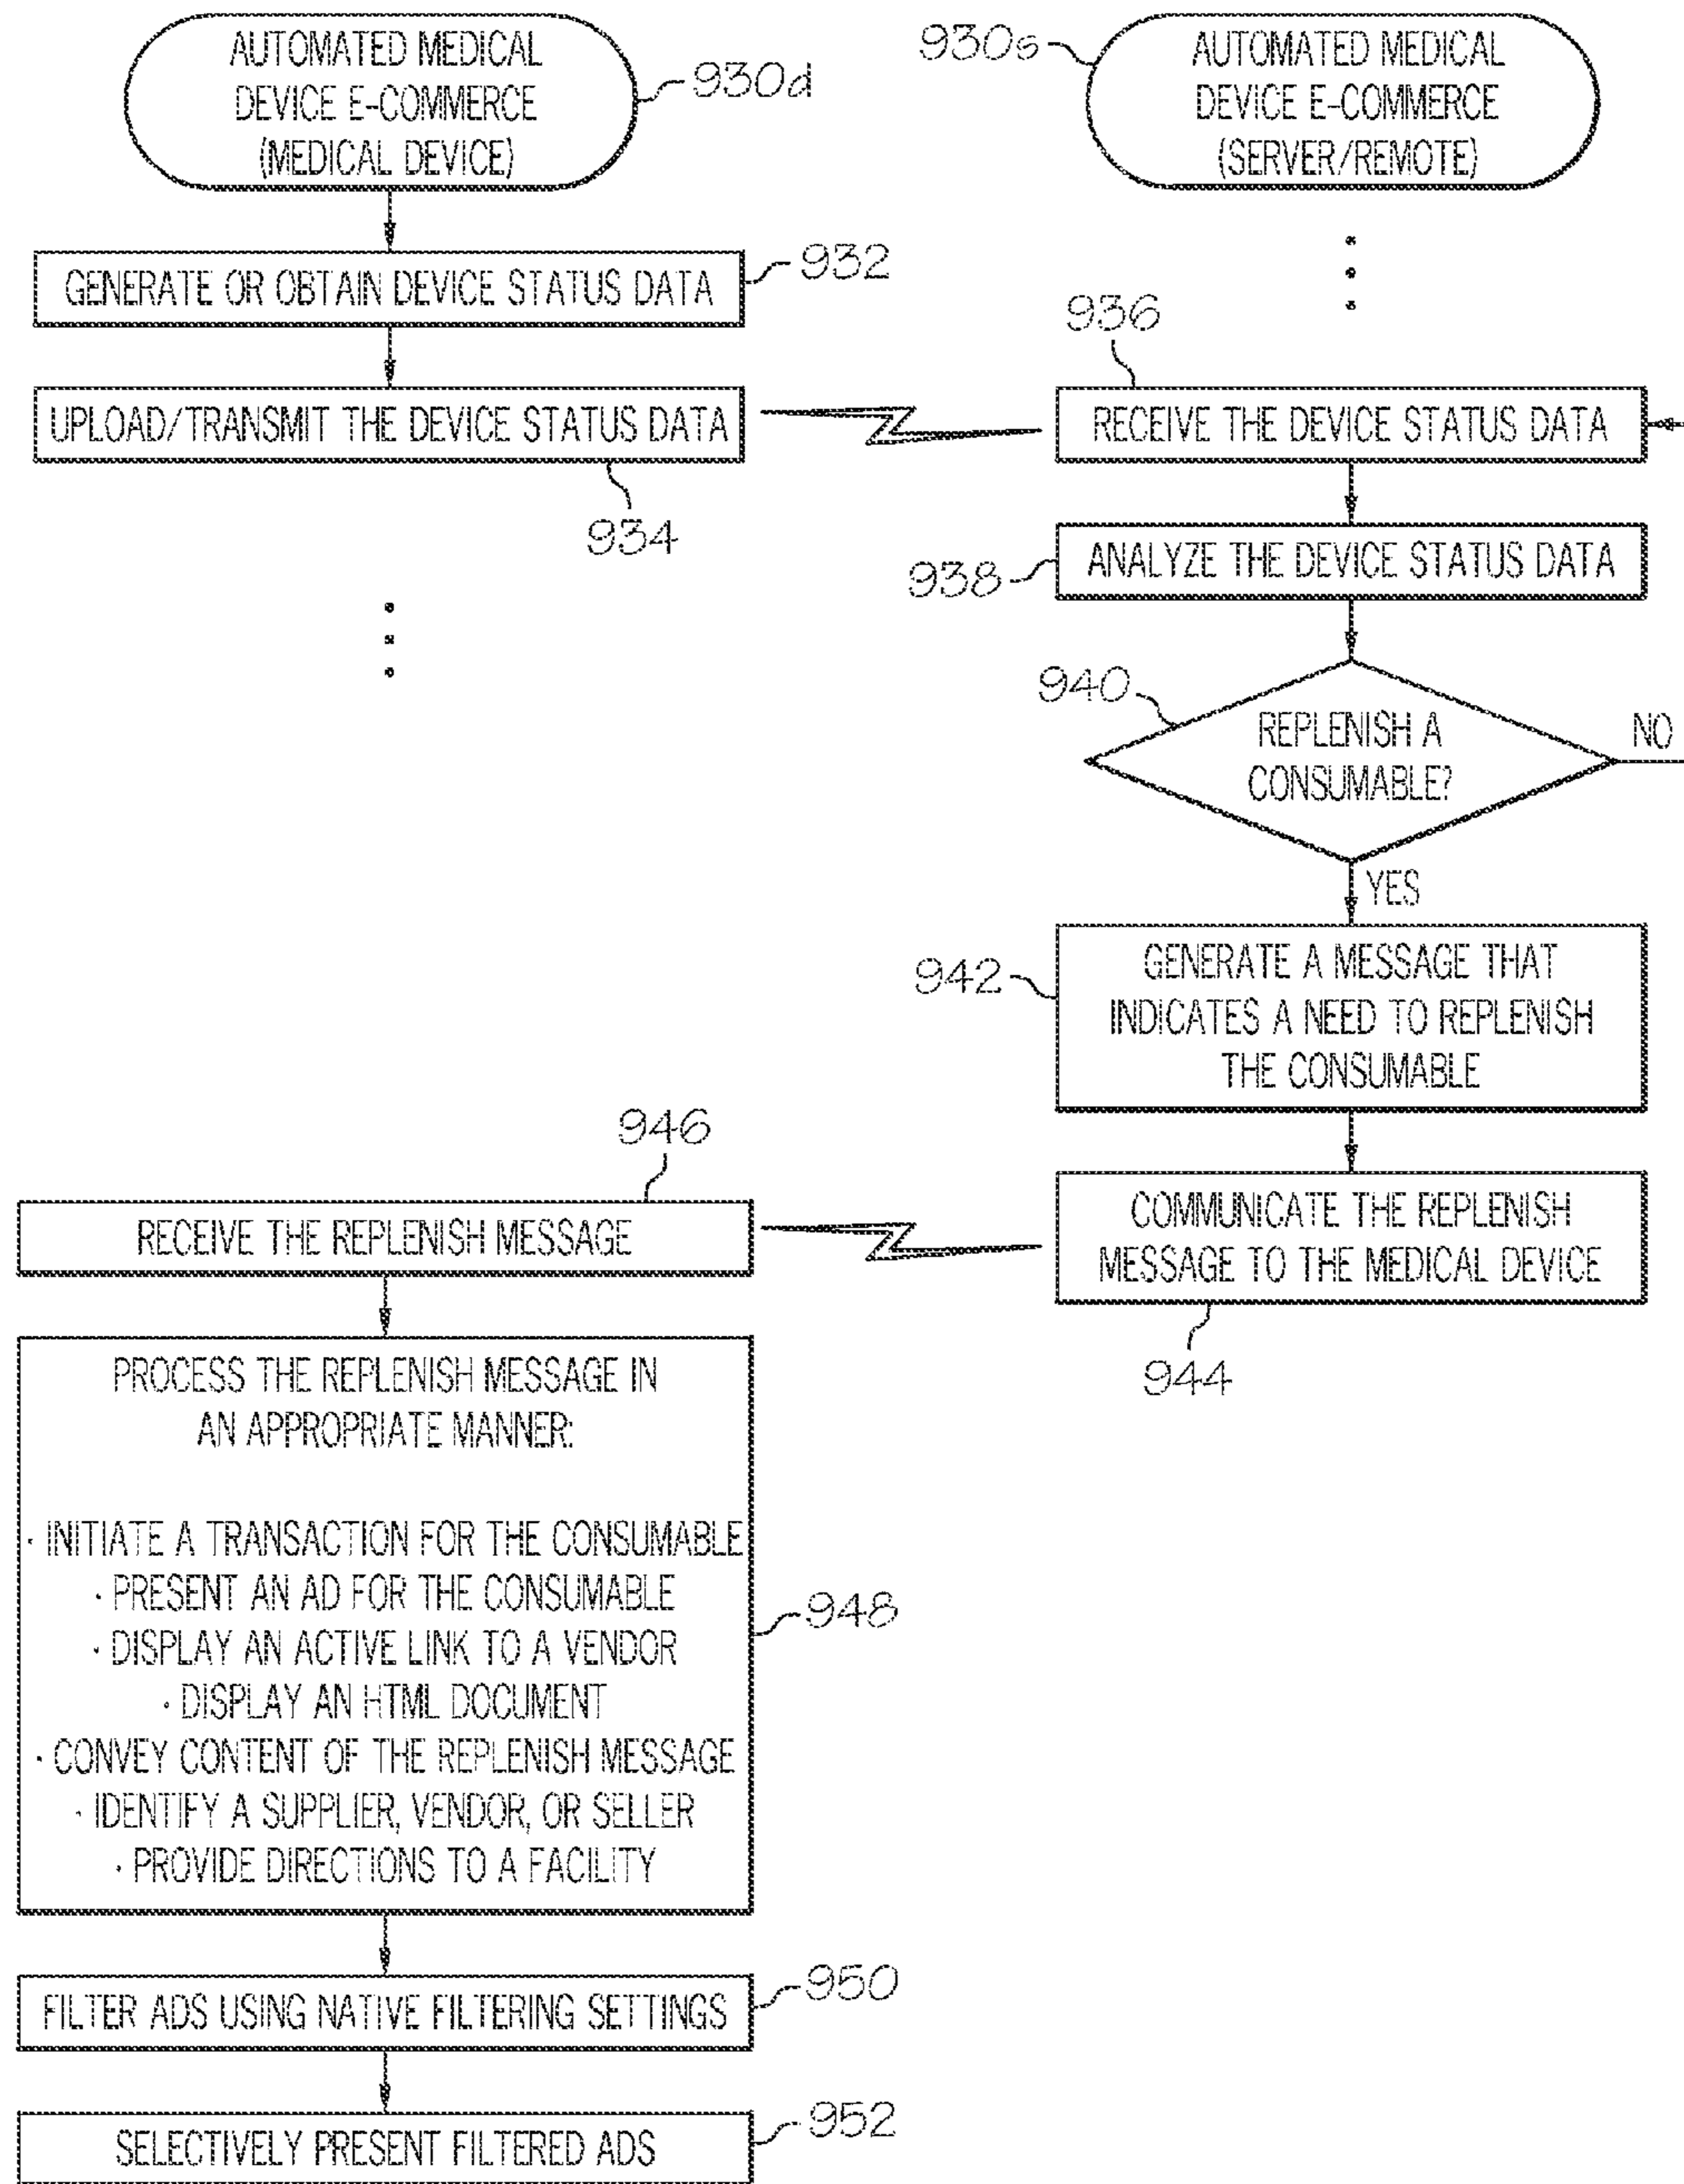 AUTOMATED MEDICAL
DEVICE E-COMMERCE
(MEDICAL DEVICE)
930d
930s
AUTOMATED MEDICAL
DEVICE E-COMMERCE
(SERVER/REMOTE)
GENERATE OR OBTAIN DEVICE STATUS DATA
932
UPLOAD/TRANSMIT THE DEVICE STATUS DATA
934
936
RECEIVE THE DEVICE STATUS DATA
938
ANALYZE THE DEVICE STATUS DATA
940
REPLENISH A
CONSUMABLE?
NO
YES
942
GENERATE A MESSAGE THAT
INDICATES A NEED TO REPLENISH
THE CONSUMABLE
COMMUNICATE THE REPLENISH
MESSAGE TO THE MEDICAL DEVICE
944
946
RECEIVE THE REPLENISH MESSAGE
PROCESS THE REPLENISH MESSAGE IN
AN APPROPRIATE MANNER:
· INITIATE A TRANSACTION FOR THE CONSUMABLE
· PRESENT AN AD FOR THE CONSUMABLE
· DISPLAY AN ACTIVE LINK TO A VENDOR
· DISPLAY AN HTML DOCUMENT
· CONVEY CONTENT OF THE REPLENISH MESSAGE
· IDENTIFY A SUPPLIER, VENDOR, OR SELLER
· PROVIDE DIRECTIONS TO A FACILITY
948
FILTER ADS USING NATIVE FILTERING SETTINGS
950
SELECTIVELY PRESENT FILTERED ADS
952